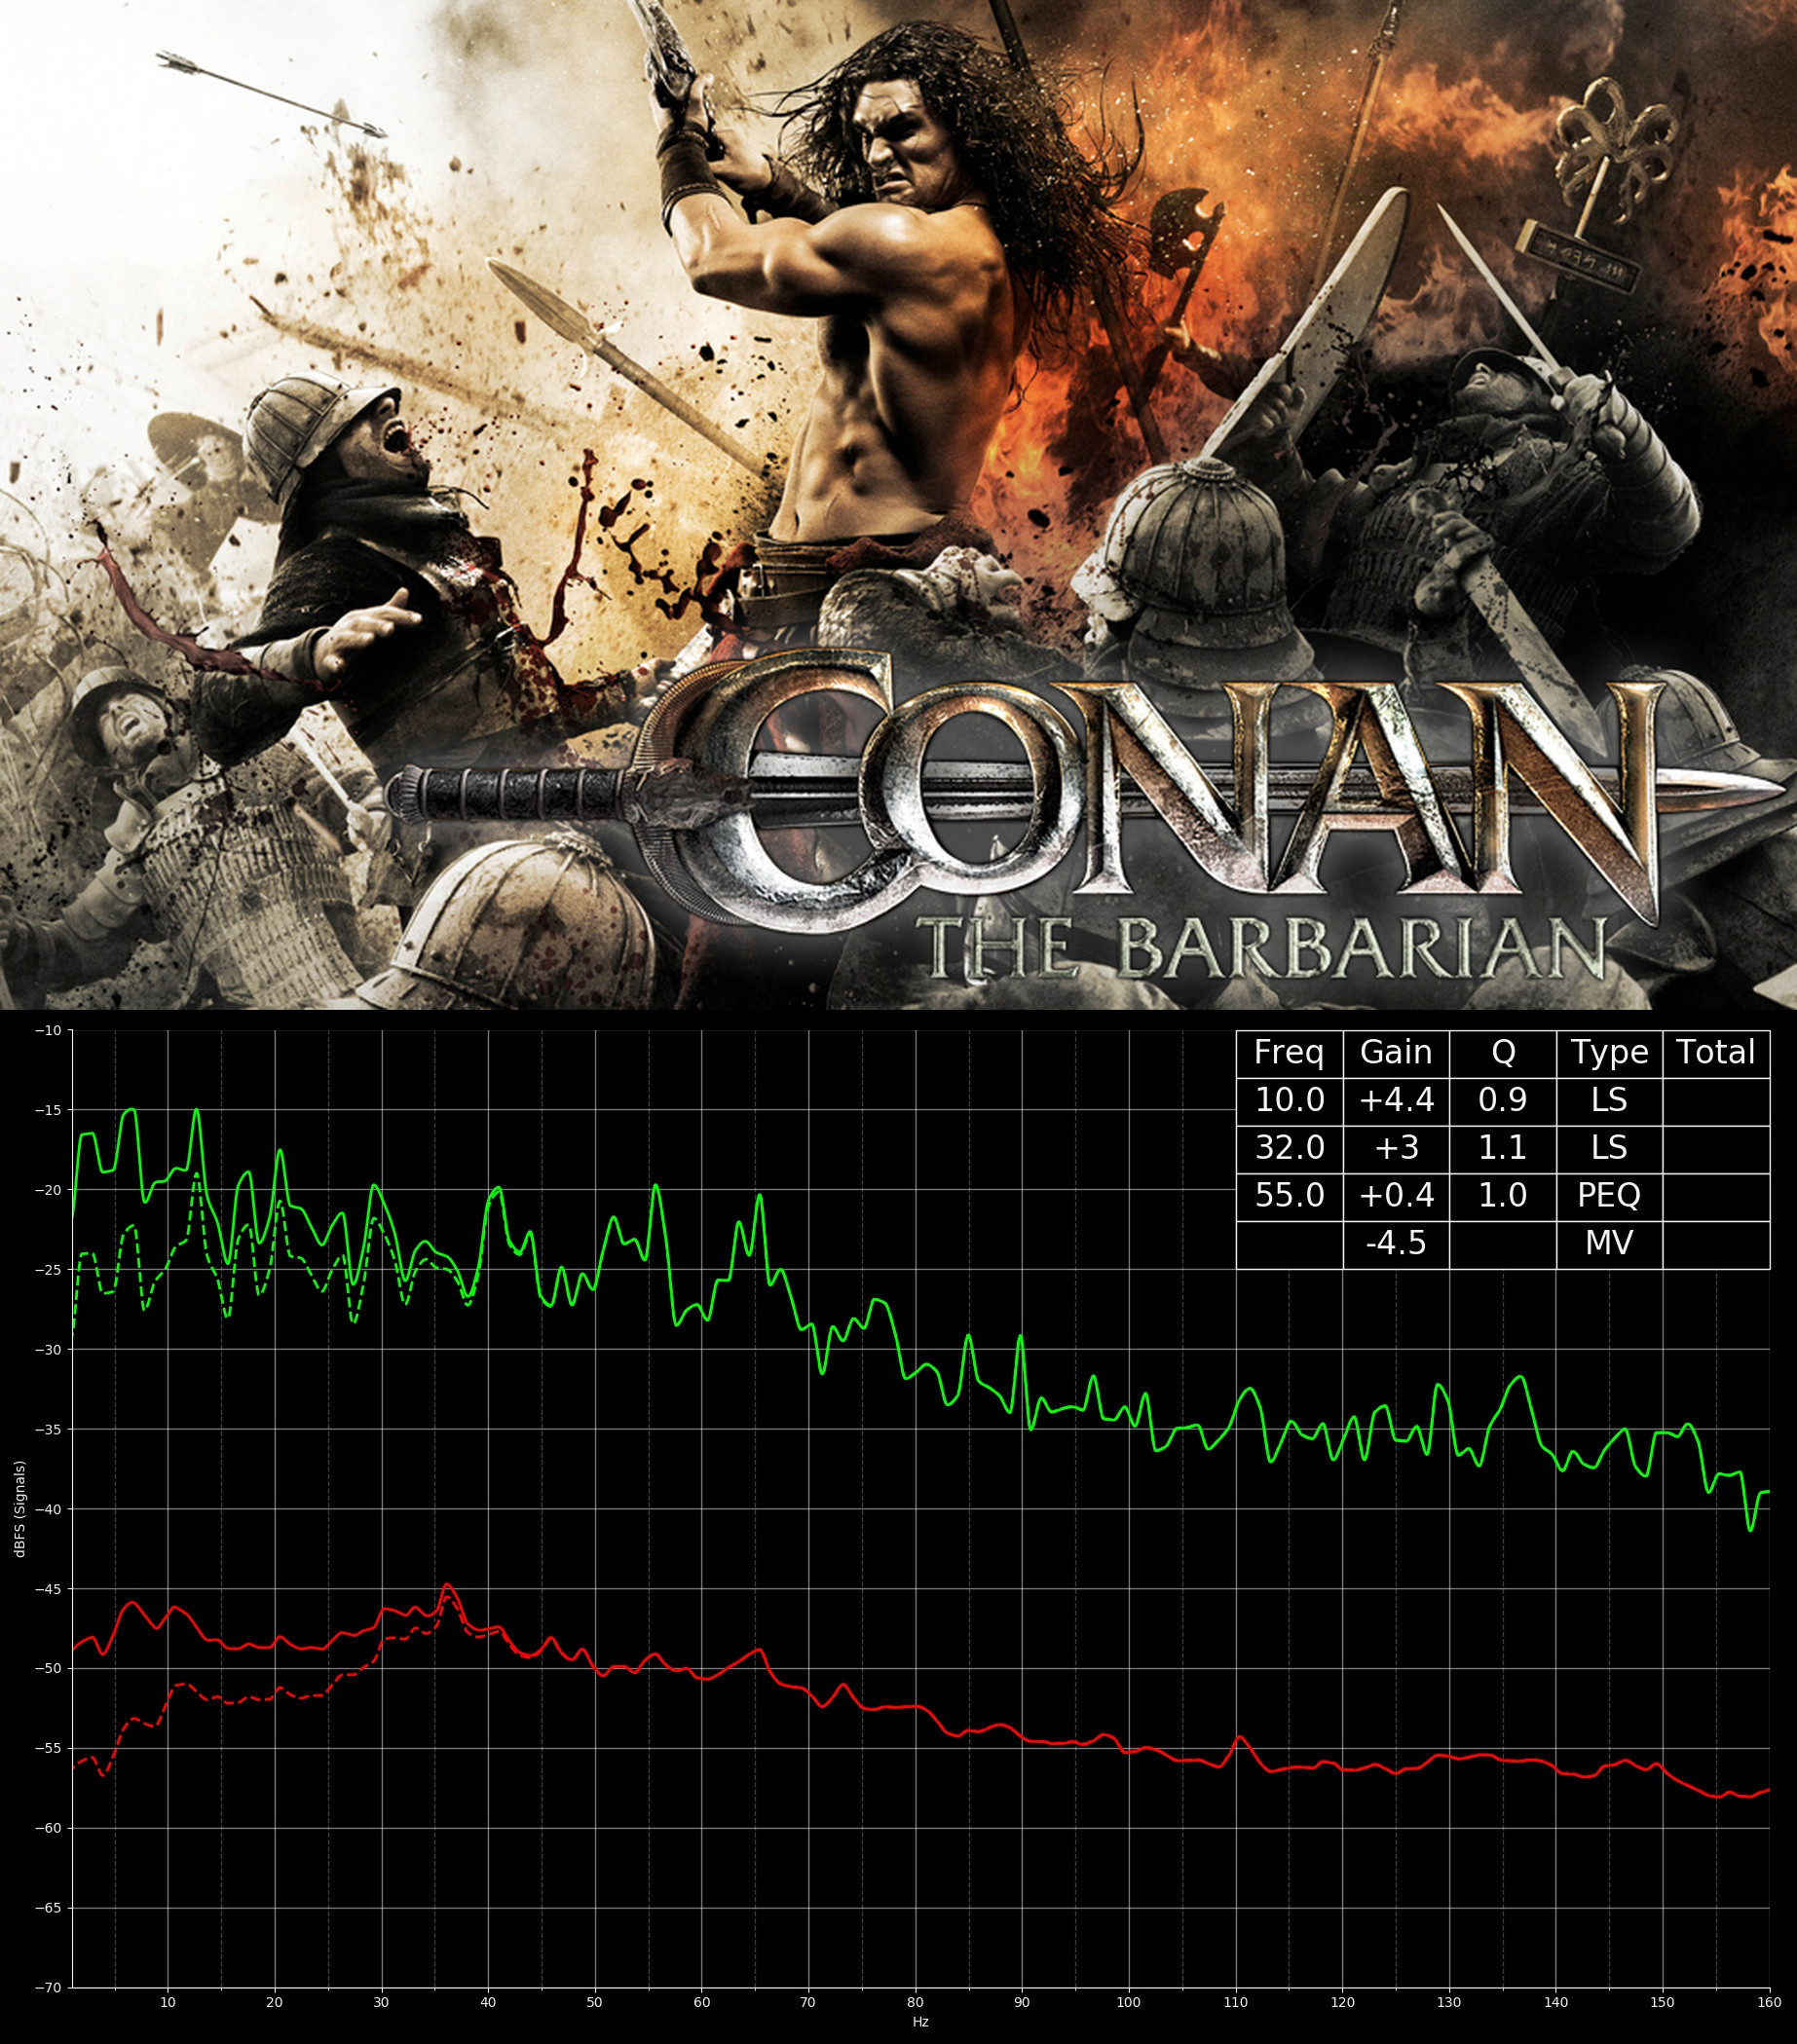 CONAN
THE BARBARIAN
Freq Gain Q Type Total
10.0 +4.4 0.9 LS
32.0 +3 1.1 LS
55.0 +0.4 1.0 PEQ
-4.5 MV
−10
−15
−20
−25
−30
−35
−40
−45
−50
−55
−60
−65
−70
dBFS (Signals)
10 20 30 40 50 60 70 80 90 100 110 120 130 140 150 160
Hz